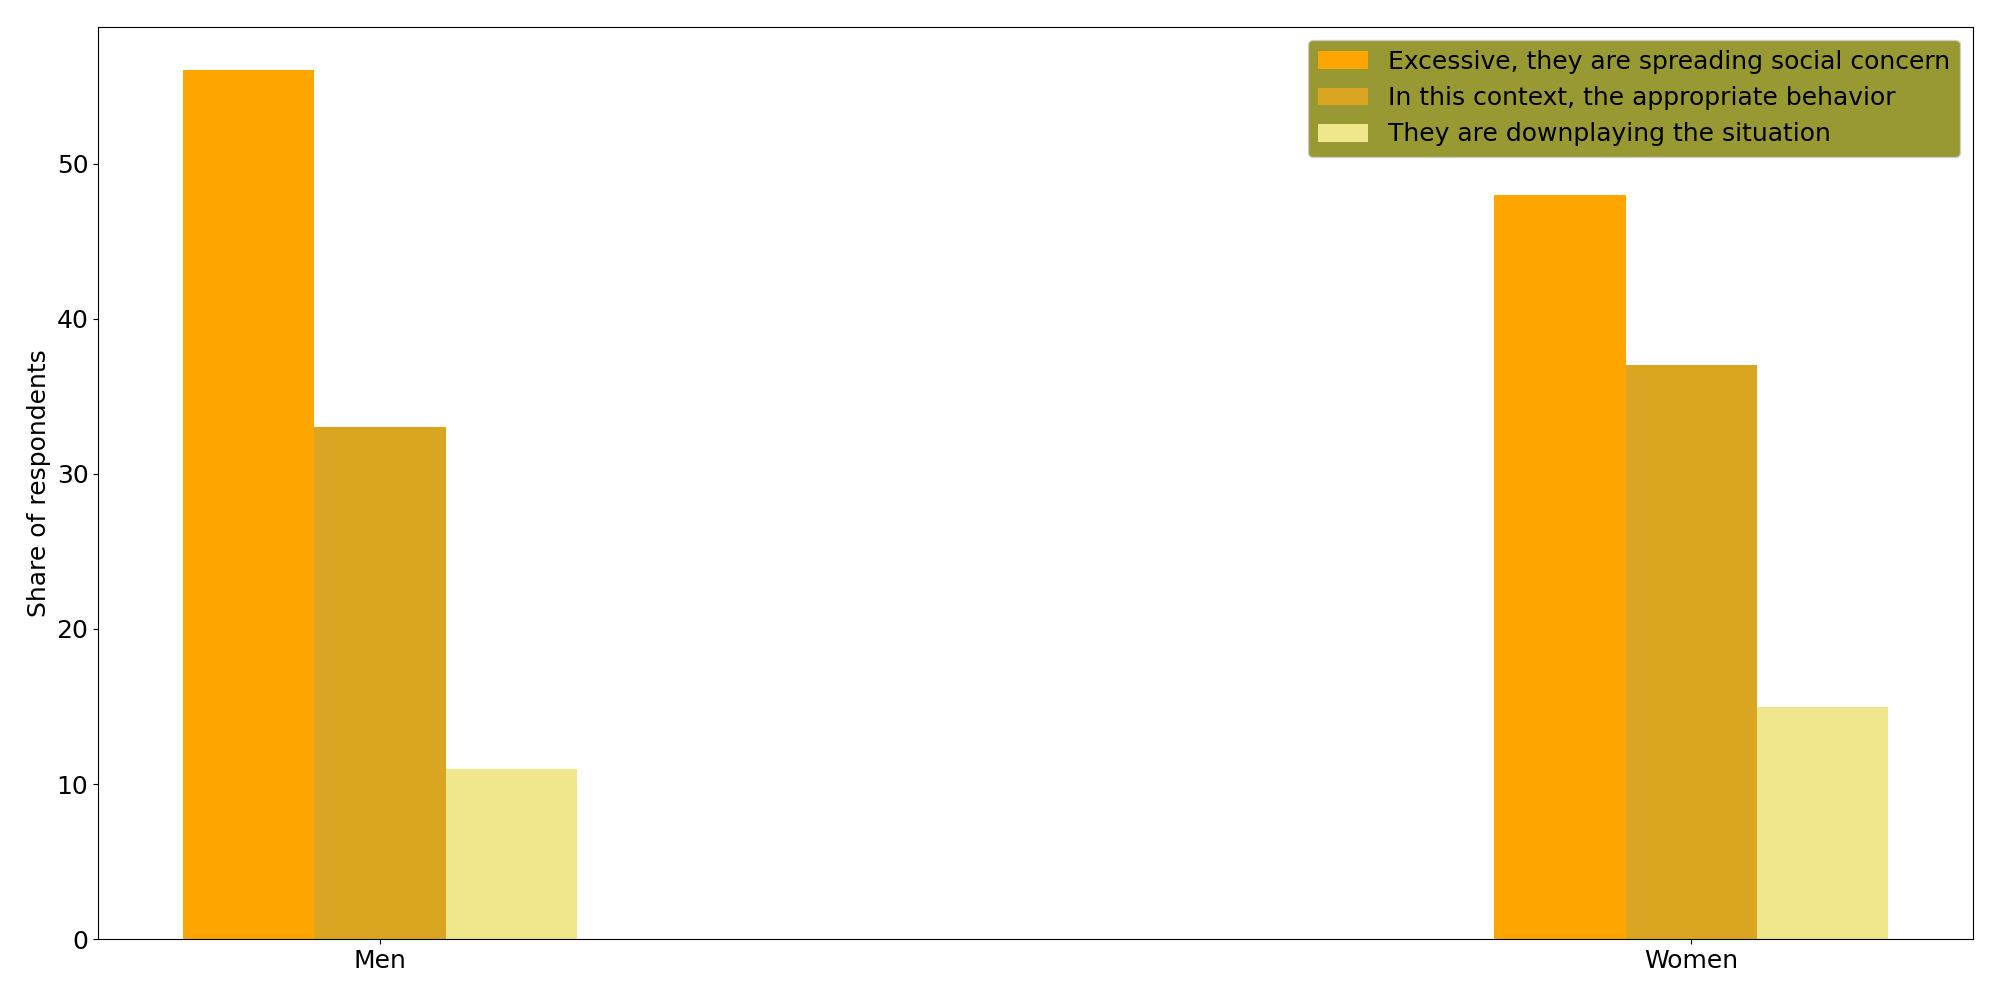 Excessive, they are spreading social concern
In this context, the appropriate behavior
They are downplaying the situation
Share of respondents
50
40
30
20
10
0
Men
Women